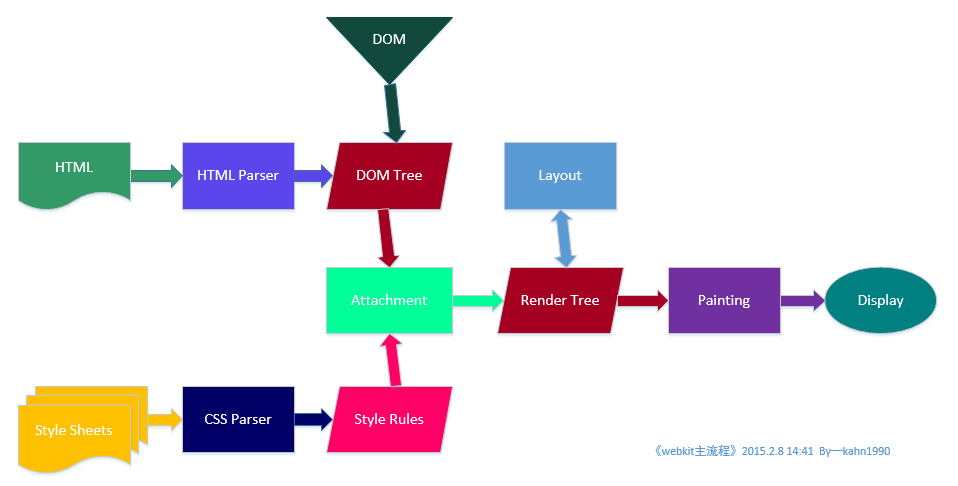 DOM
HTML
HTML Parser
DOM Tree
Layout
Attachment
Render Tree
Painting
Display
Style Sheets
CSS Parser
Style Rules
《webkit主流程》2015.2.8 14:41 By—kahn1990